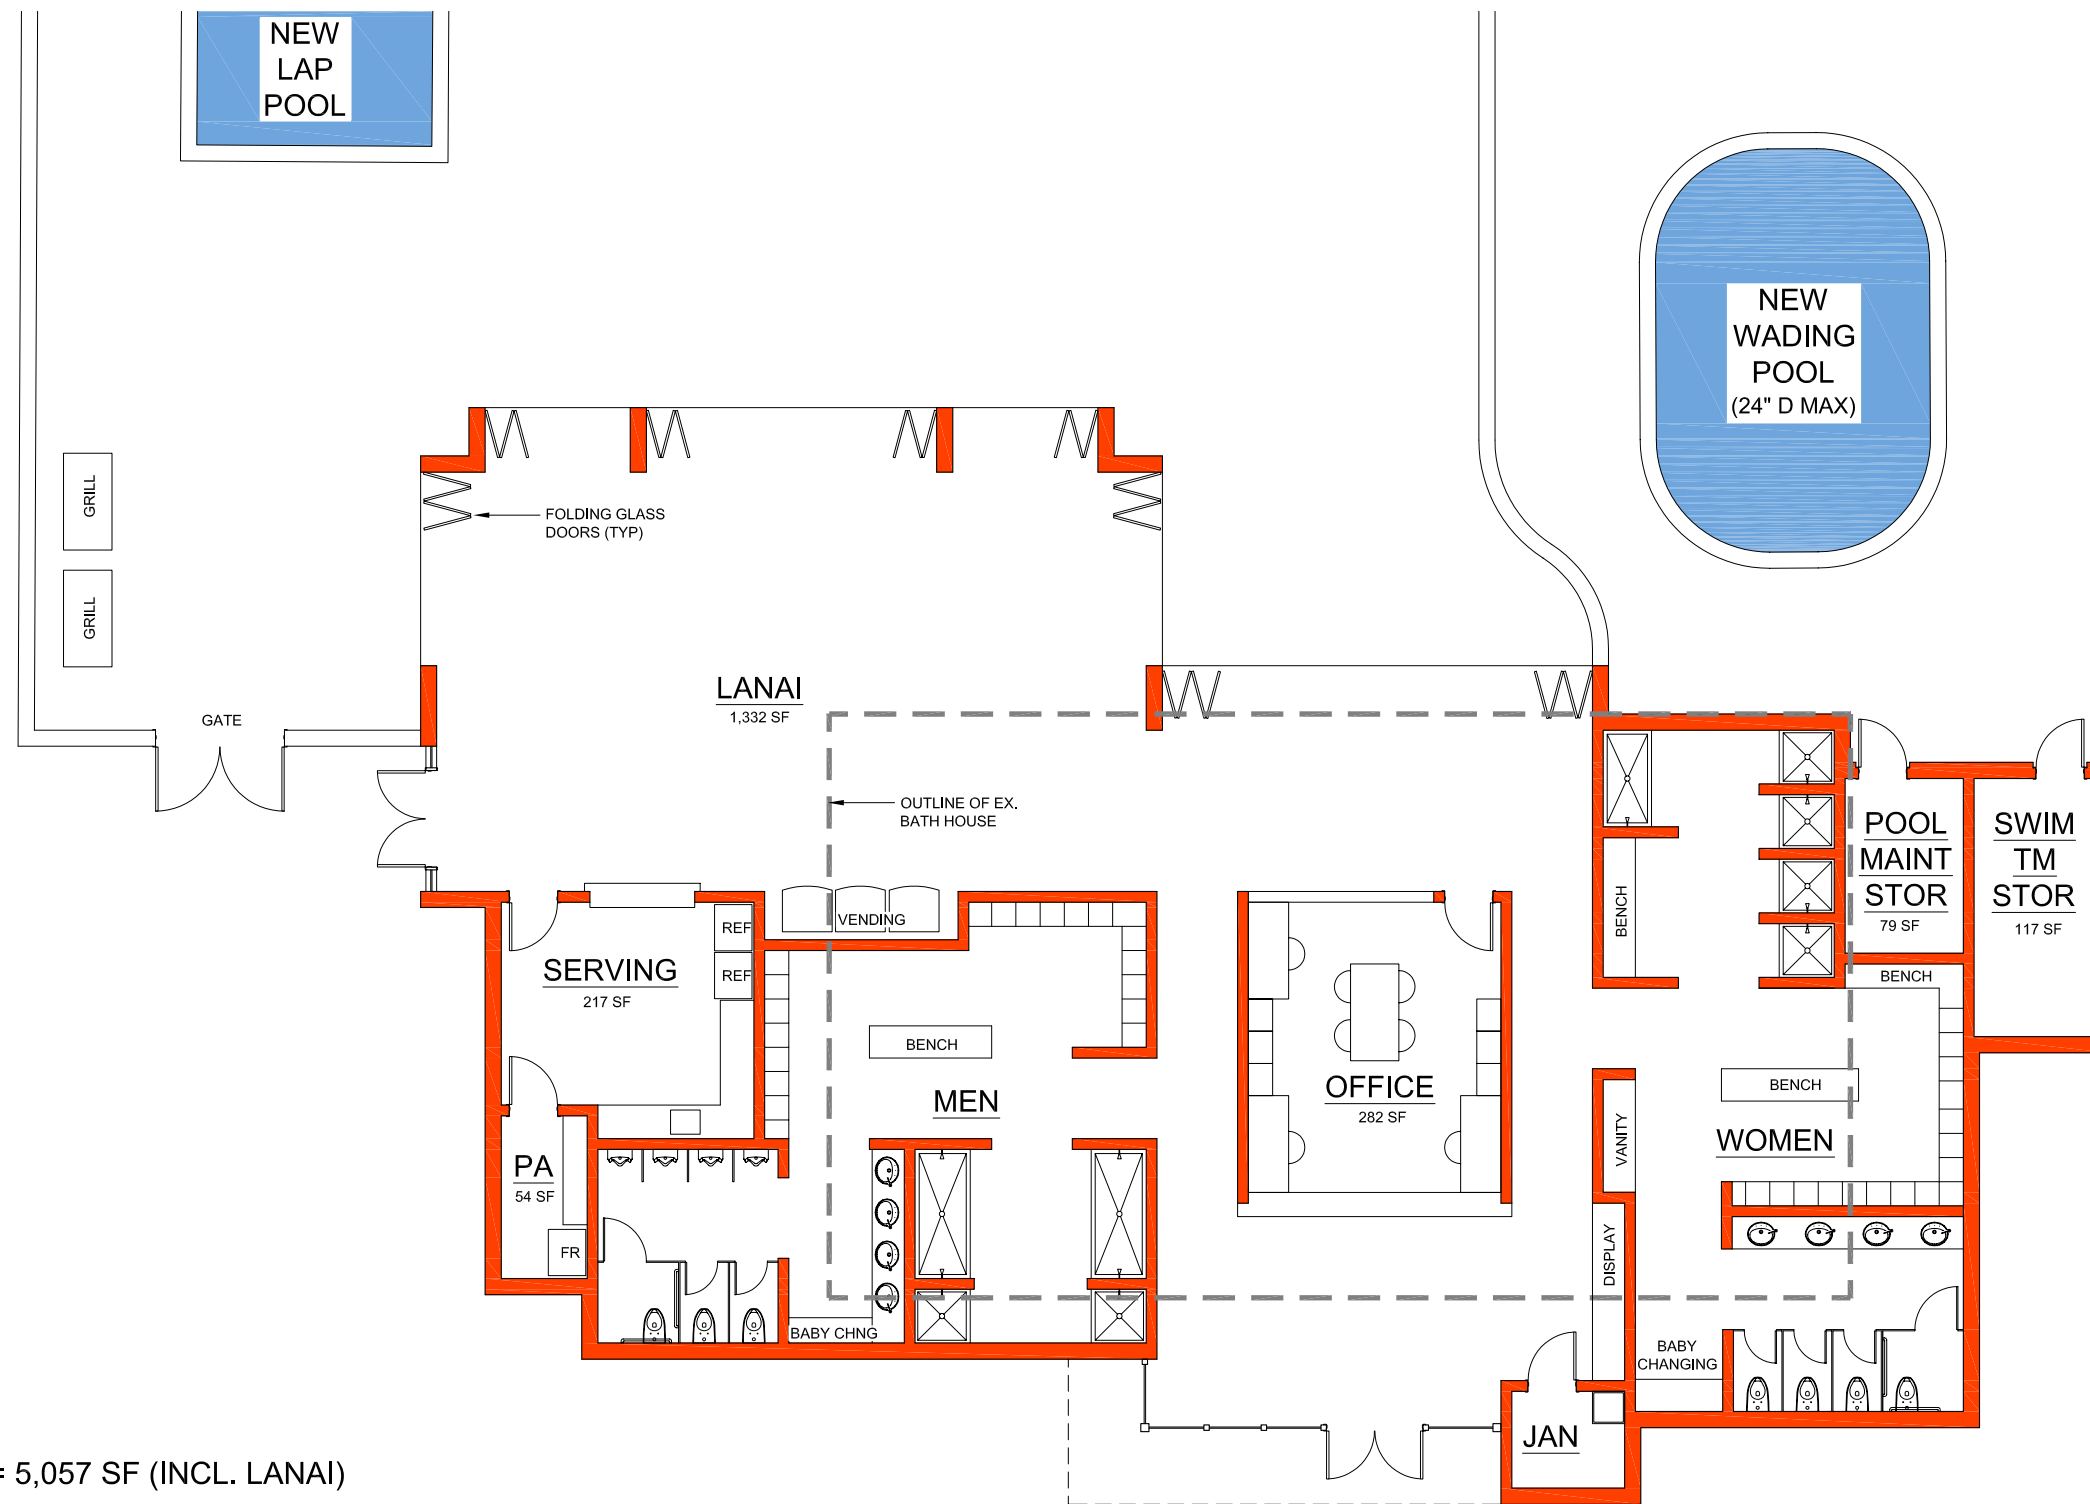 NEW
LAP
POOL
NEW
WADING
POOL
(24" D MAX)
GRILL
GRILL
FOLDING GLASS
DOORS (TYP)
GATE
LANAI
1,332 SF
OUTLINE OF EX.
BATH HOUSE
POOL
MAINT
STOR
79 SF
SWIM
TM
STOR
117 SF
BENCH
VENDING
REF
REF
SERVING
217 SF
BENCH
BENCH
MEN
OFFICE
282 SF
BENCH
VANITY
WOMEN
PA
54 SF
FR
DISPLAY
BABY CHNG
BABY
CHANGING
JAN
= 5,057 SF (INCL. LANAI)